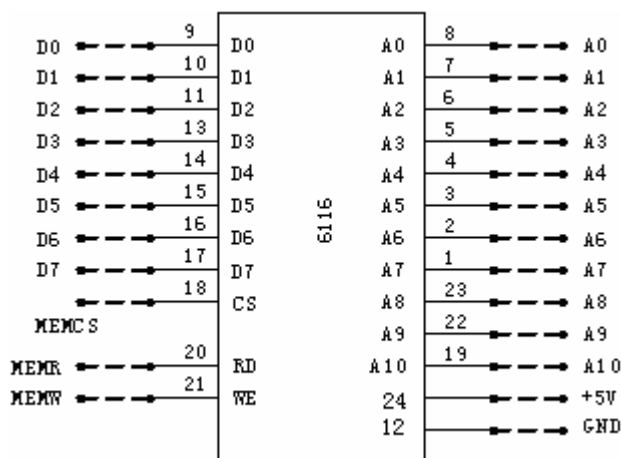 D0 9 D0 A0 8 A0
D1 10 D1 A1 7 A1
D2 11 D2 A2 6 A2
D3 13 D3 A3 5 A3
D4 14 D4 A4 4 A4
D5 15 D5 A5 3 A5
6116
D6 16 D6 A6 2 A6
D7 17 D7 A7 1 A7
18 CS A8 23 A8
MEMCS A9 22 A9
MEMR 20 RD A10 19 A10
MEMW 21 WE 24 +5V
12 GND